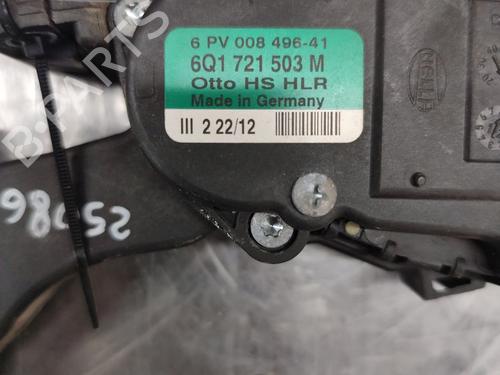 6 PV 008 496-41
6Q1 721 503 M
Otto HS HLR
Made in Germany
III 2 22/12
HELLA
B-PARTS